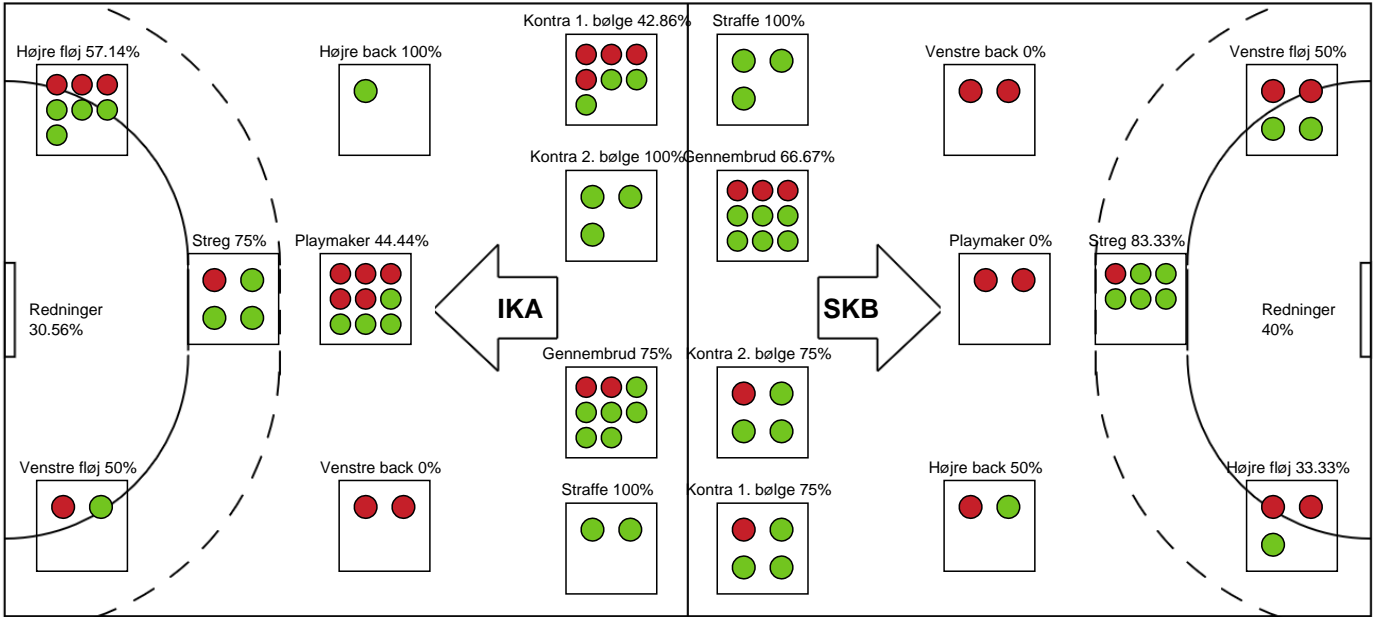 Kontra 1. bølge 42.86%
Straffe 100%
Højre fløj 57.14%
Højre back 100%
Venstre back 0%
Venstre fløj 50%
Kontra 2. bølge 100%
Gennembrud 66.67%
Streg 75%
Playmaker 44.44%
Playmaker 0%
Streg 83.33%
Redninger
30.56%
IKA
SKB
Redninger
40%
Gennembrud 75%
Kontra 2. bølge 75%
Venstre fløj 50%
Venstre back 0%
Højre back 50%
Højre fløj 33.33%
Straffe 100%
Kontra 1. bølge 75%